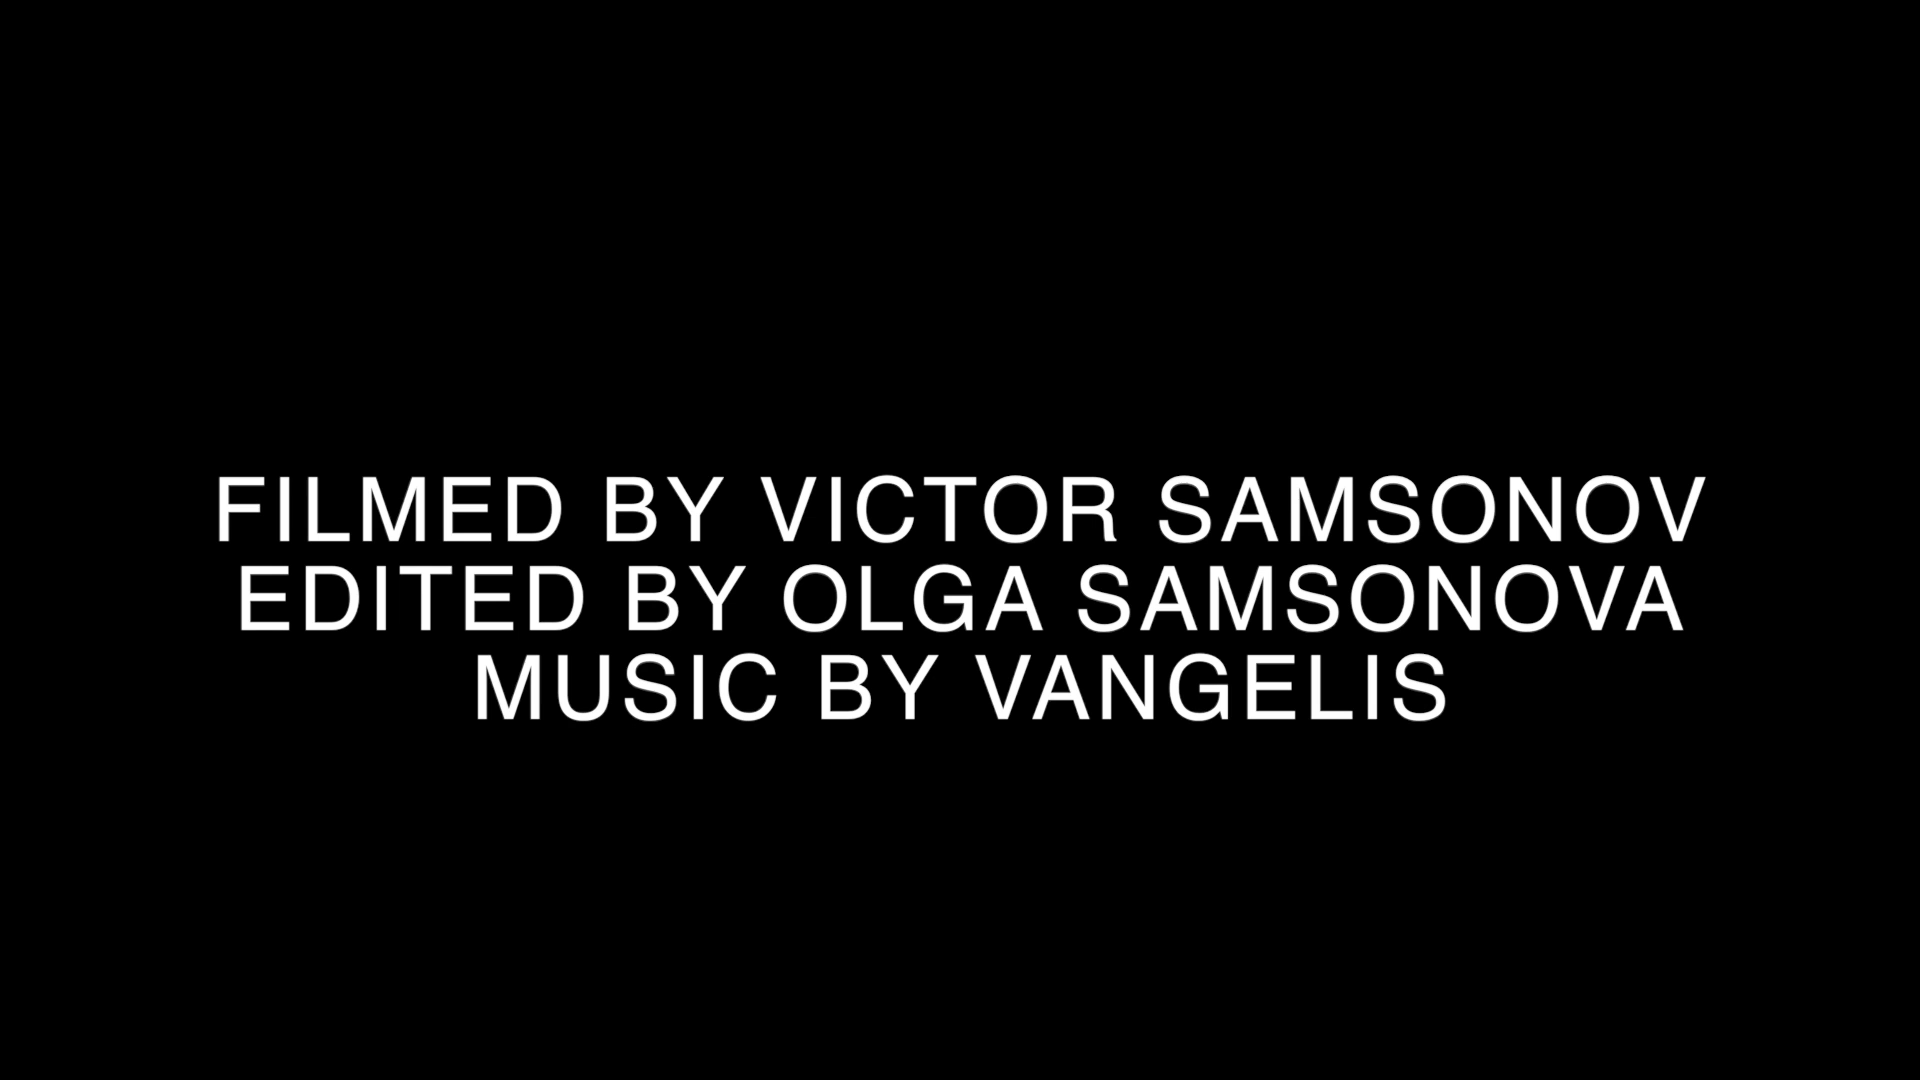 FILMED BY VICTOR SAMSONOV
EDITED BY OLGA SAMSONOVA
MUSIC BY VANGELIS